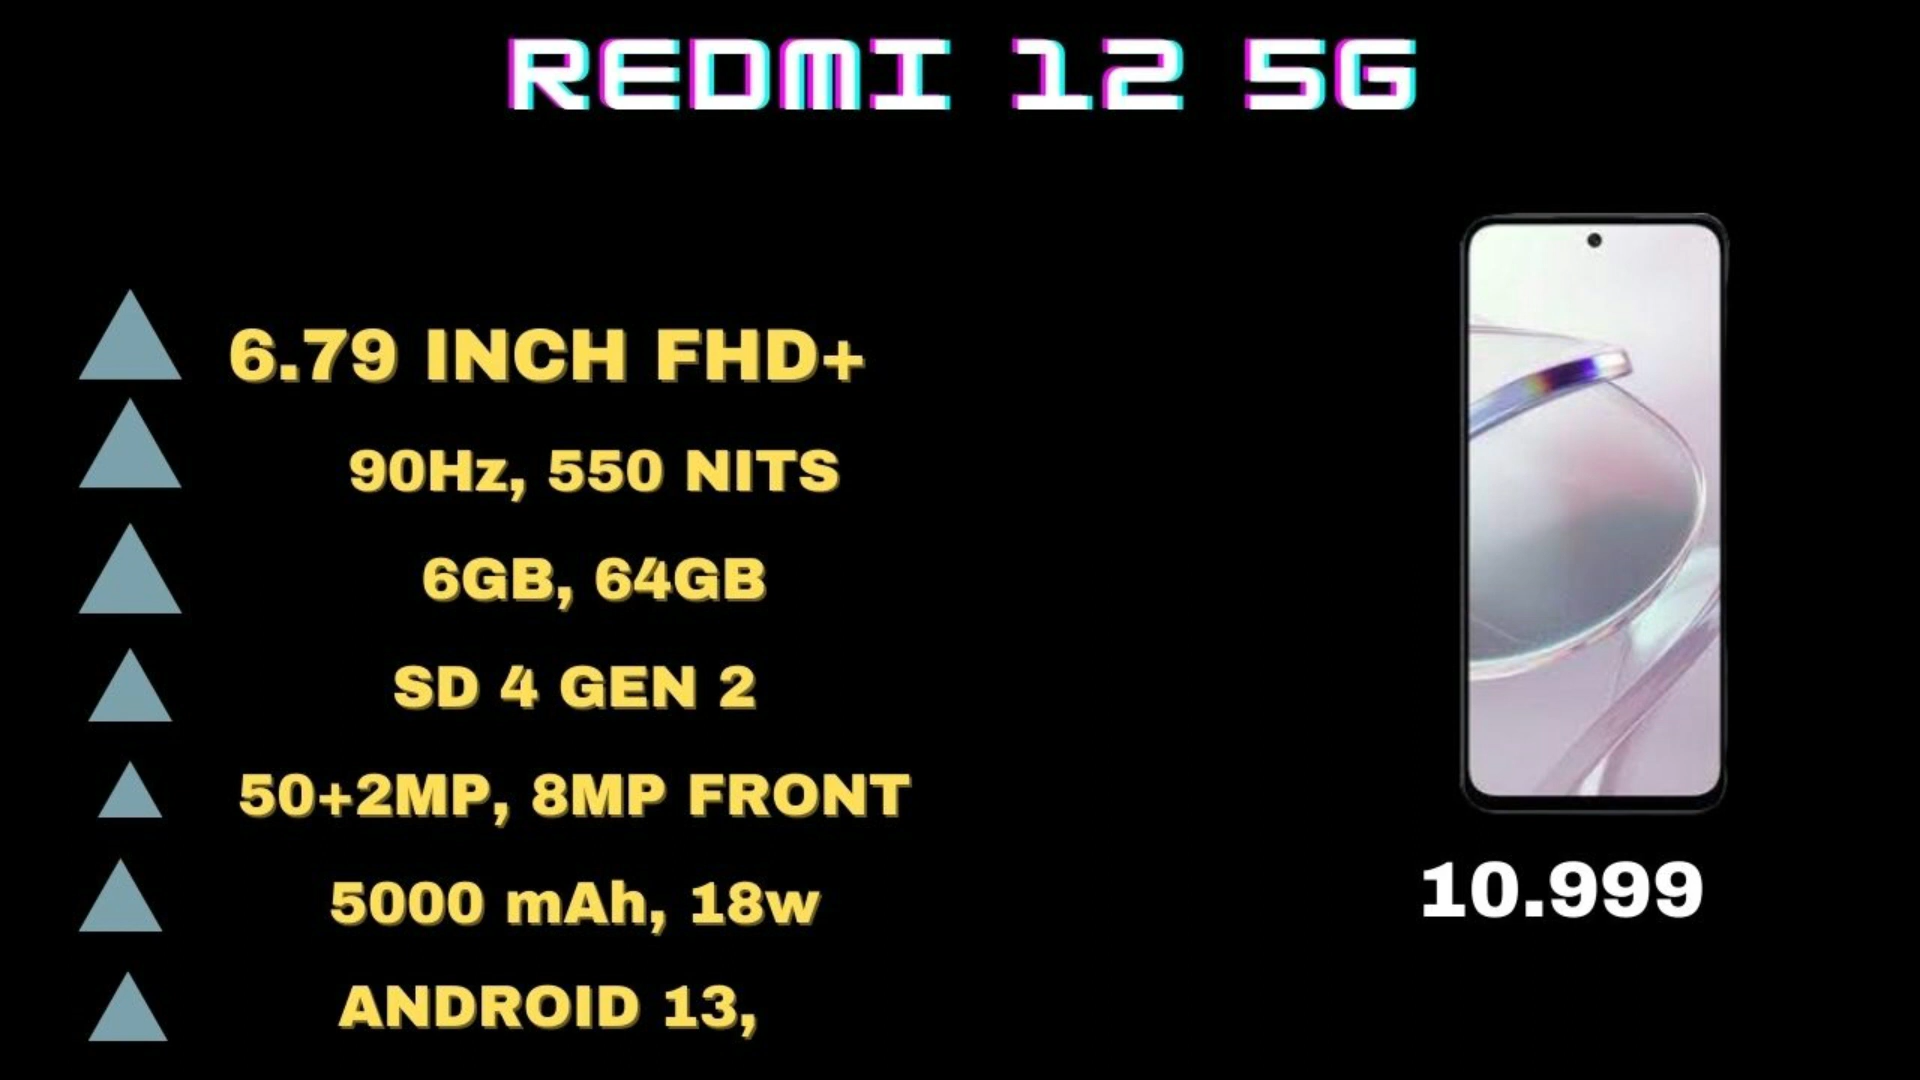 REDMI 12 5G
6.79 INCH FHD+
90Hz, 550 NITS
6GB, 64GB
SD 4 GEN 2
50+2MP, 8MP FRONT
5000 mAh, 18w
ANDROID 13,
10.999